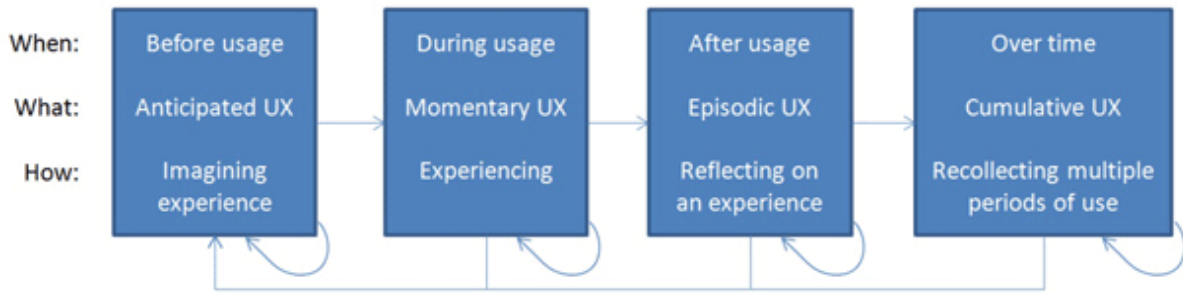 When: Before usage During usage After usage Over time
What: Anticipated UX Momentary UX Episodic UX Cumulative UX
How: Imagining Experiencing Reflecting on Recollecting multiple
experience an experience periods of use